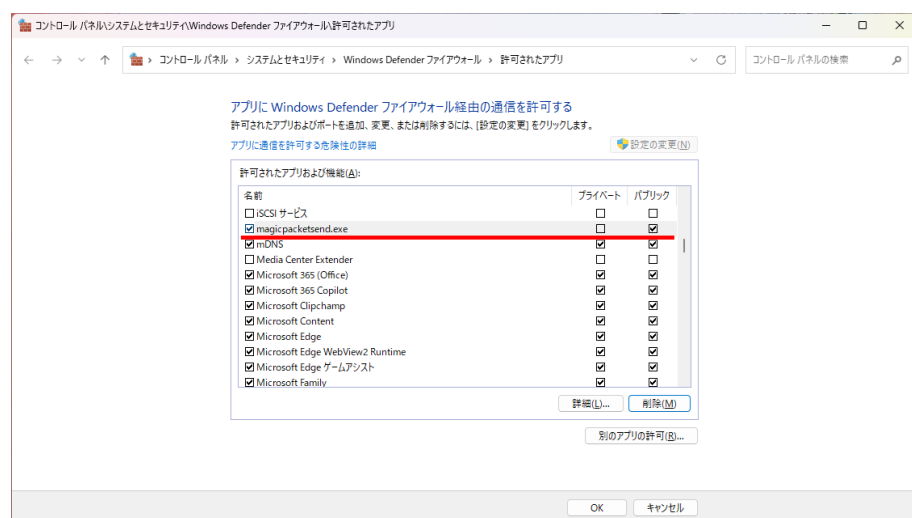 コントロール パネル\システムとセキュリティ\Windows Defender ファイアウォール\許可されたアプリ
コントロール パネル › システムとセキュリティ › Windows Defender ファイアウォール › 許可されたアプリ
コントロール パネルの検索
アプリに Windows Defender ファイアウォール経由の通信を許可する
許可されたアプリおよびポートを追加、変更、または削除するには、[設定の変更] をクリックします。
アプリに通信を許可する危険性の詳細
設定の変更(N)
許可されたアプリおよび機能(A):
名前 プライベート パブリック
iSCSI サービス
magicpacketsend.exe
mDNS
Media Center Extender
Microsoft 365 (Office)
Microsoft 365 Copilot
Microsoft Clipchamp
Microsoft Content
Microsoft Edge
Microsoft Edge WebView2 Runtime
Microsoft Edge ゲームアシスト
Microsoft Family
詳細(L)... 削除(M)
別のアプリの許可(R)...
OK キャンセル